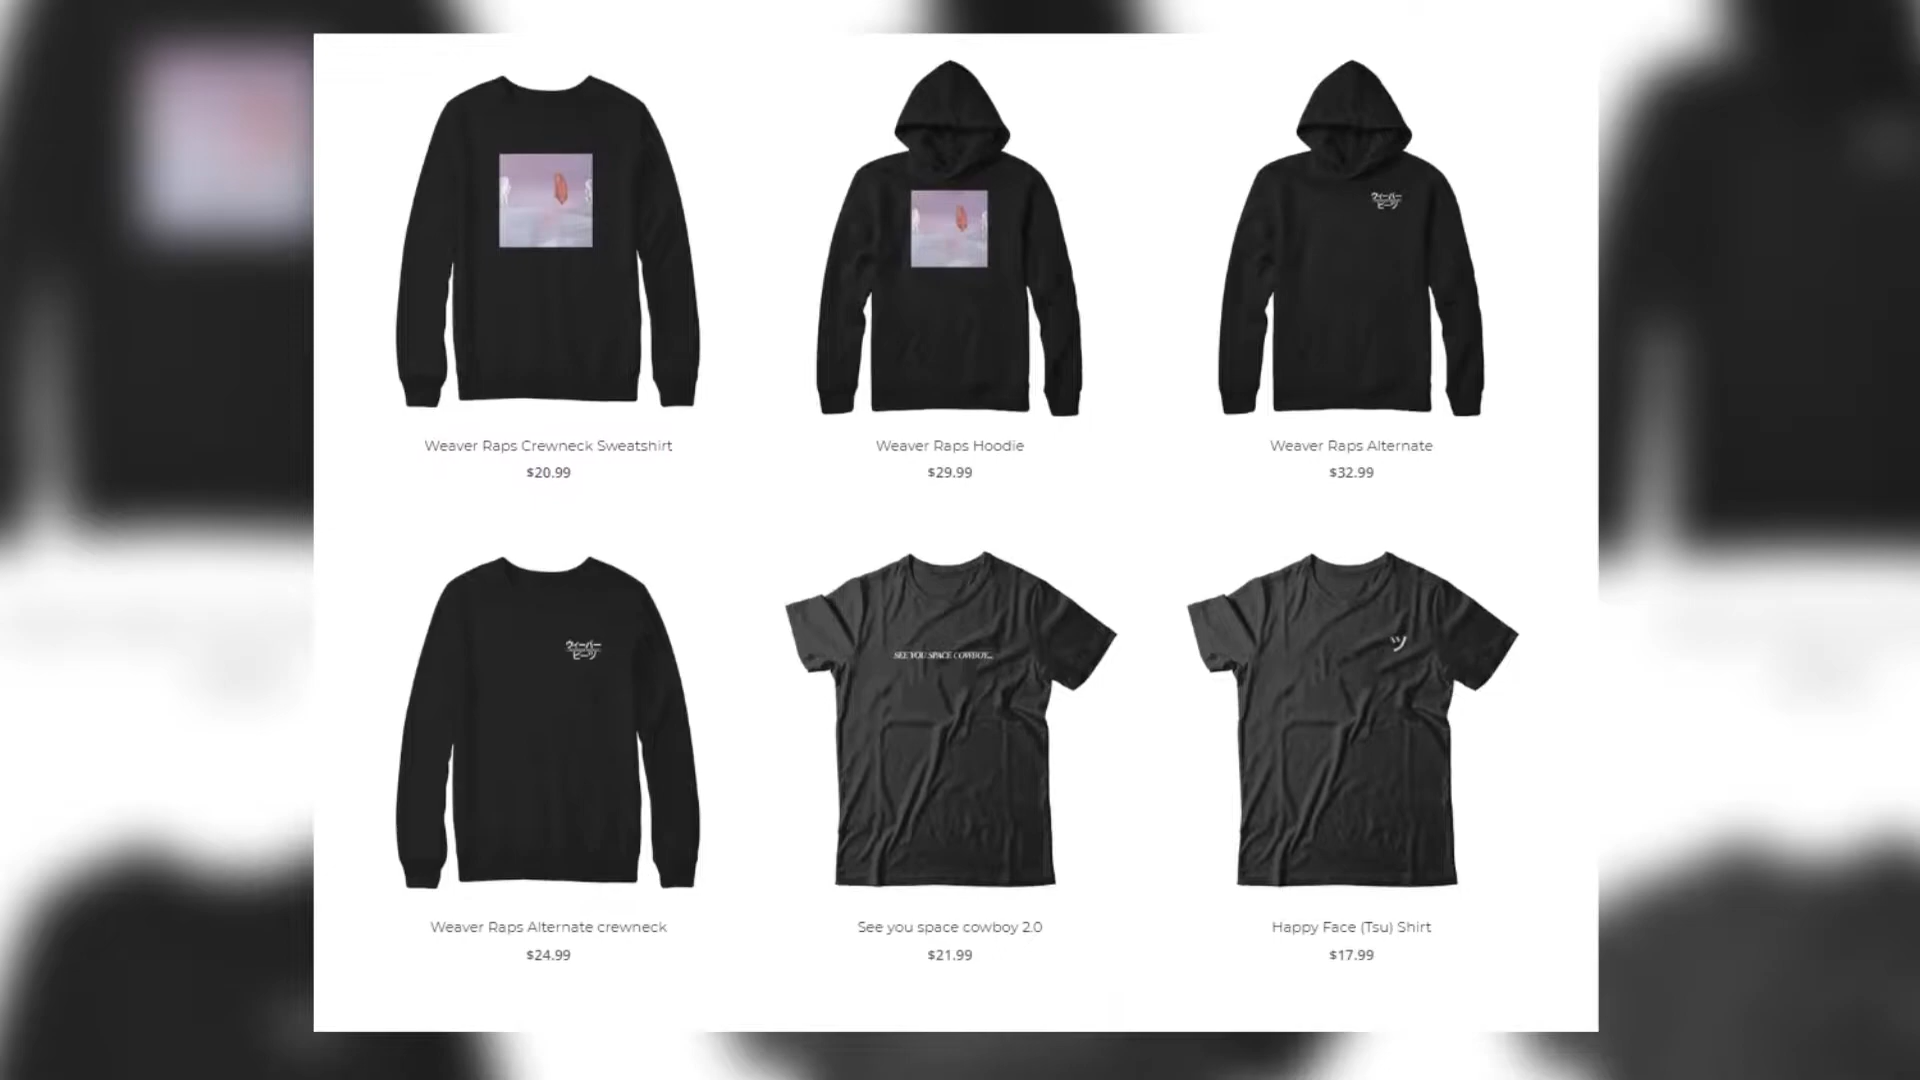 ウィーバー
ビーツ
Weaver Raps Crewneck Sweatshirt
$20.99
Weaver Raps Hoodie
$29.99
Weaver Raps Alternate
$32.99
ウィーバー
ビーツ
SEE YOU SPACE COWBOY...
ツ
Weaver Raps Alternate crewneck
$24.99
See you space cowboy 2.0
$21.99
Happy Face (Tsu) Shirt
$17.99